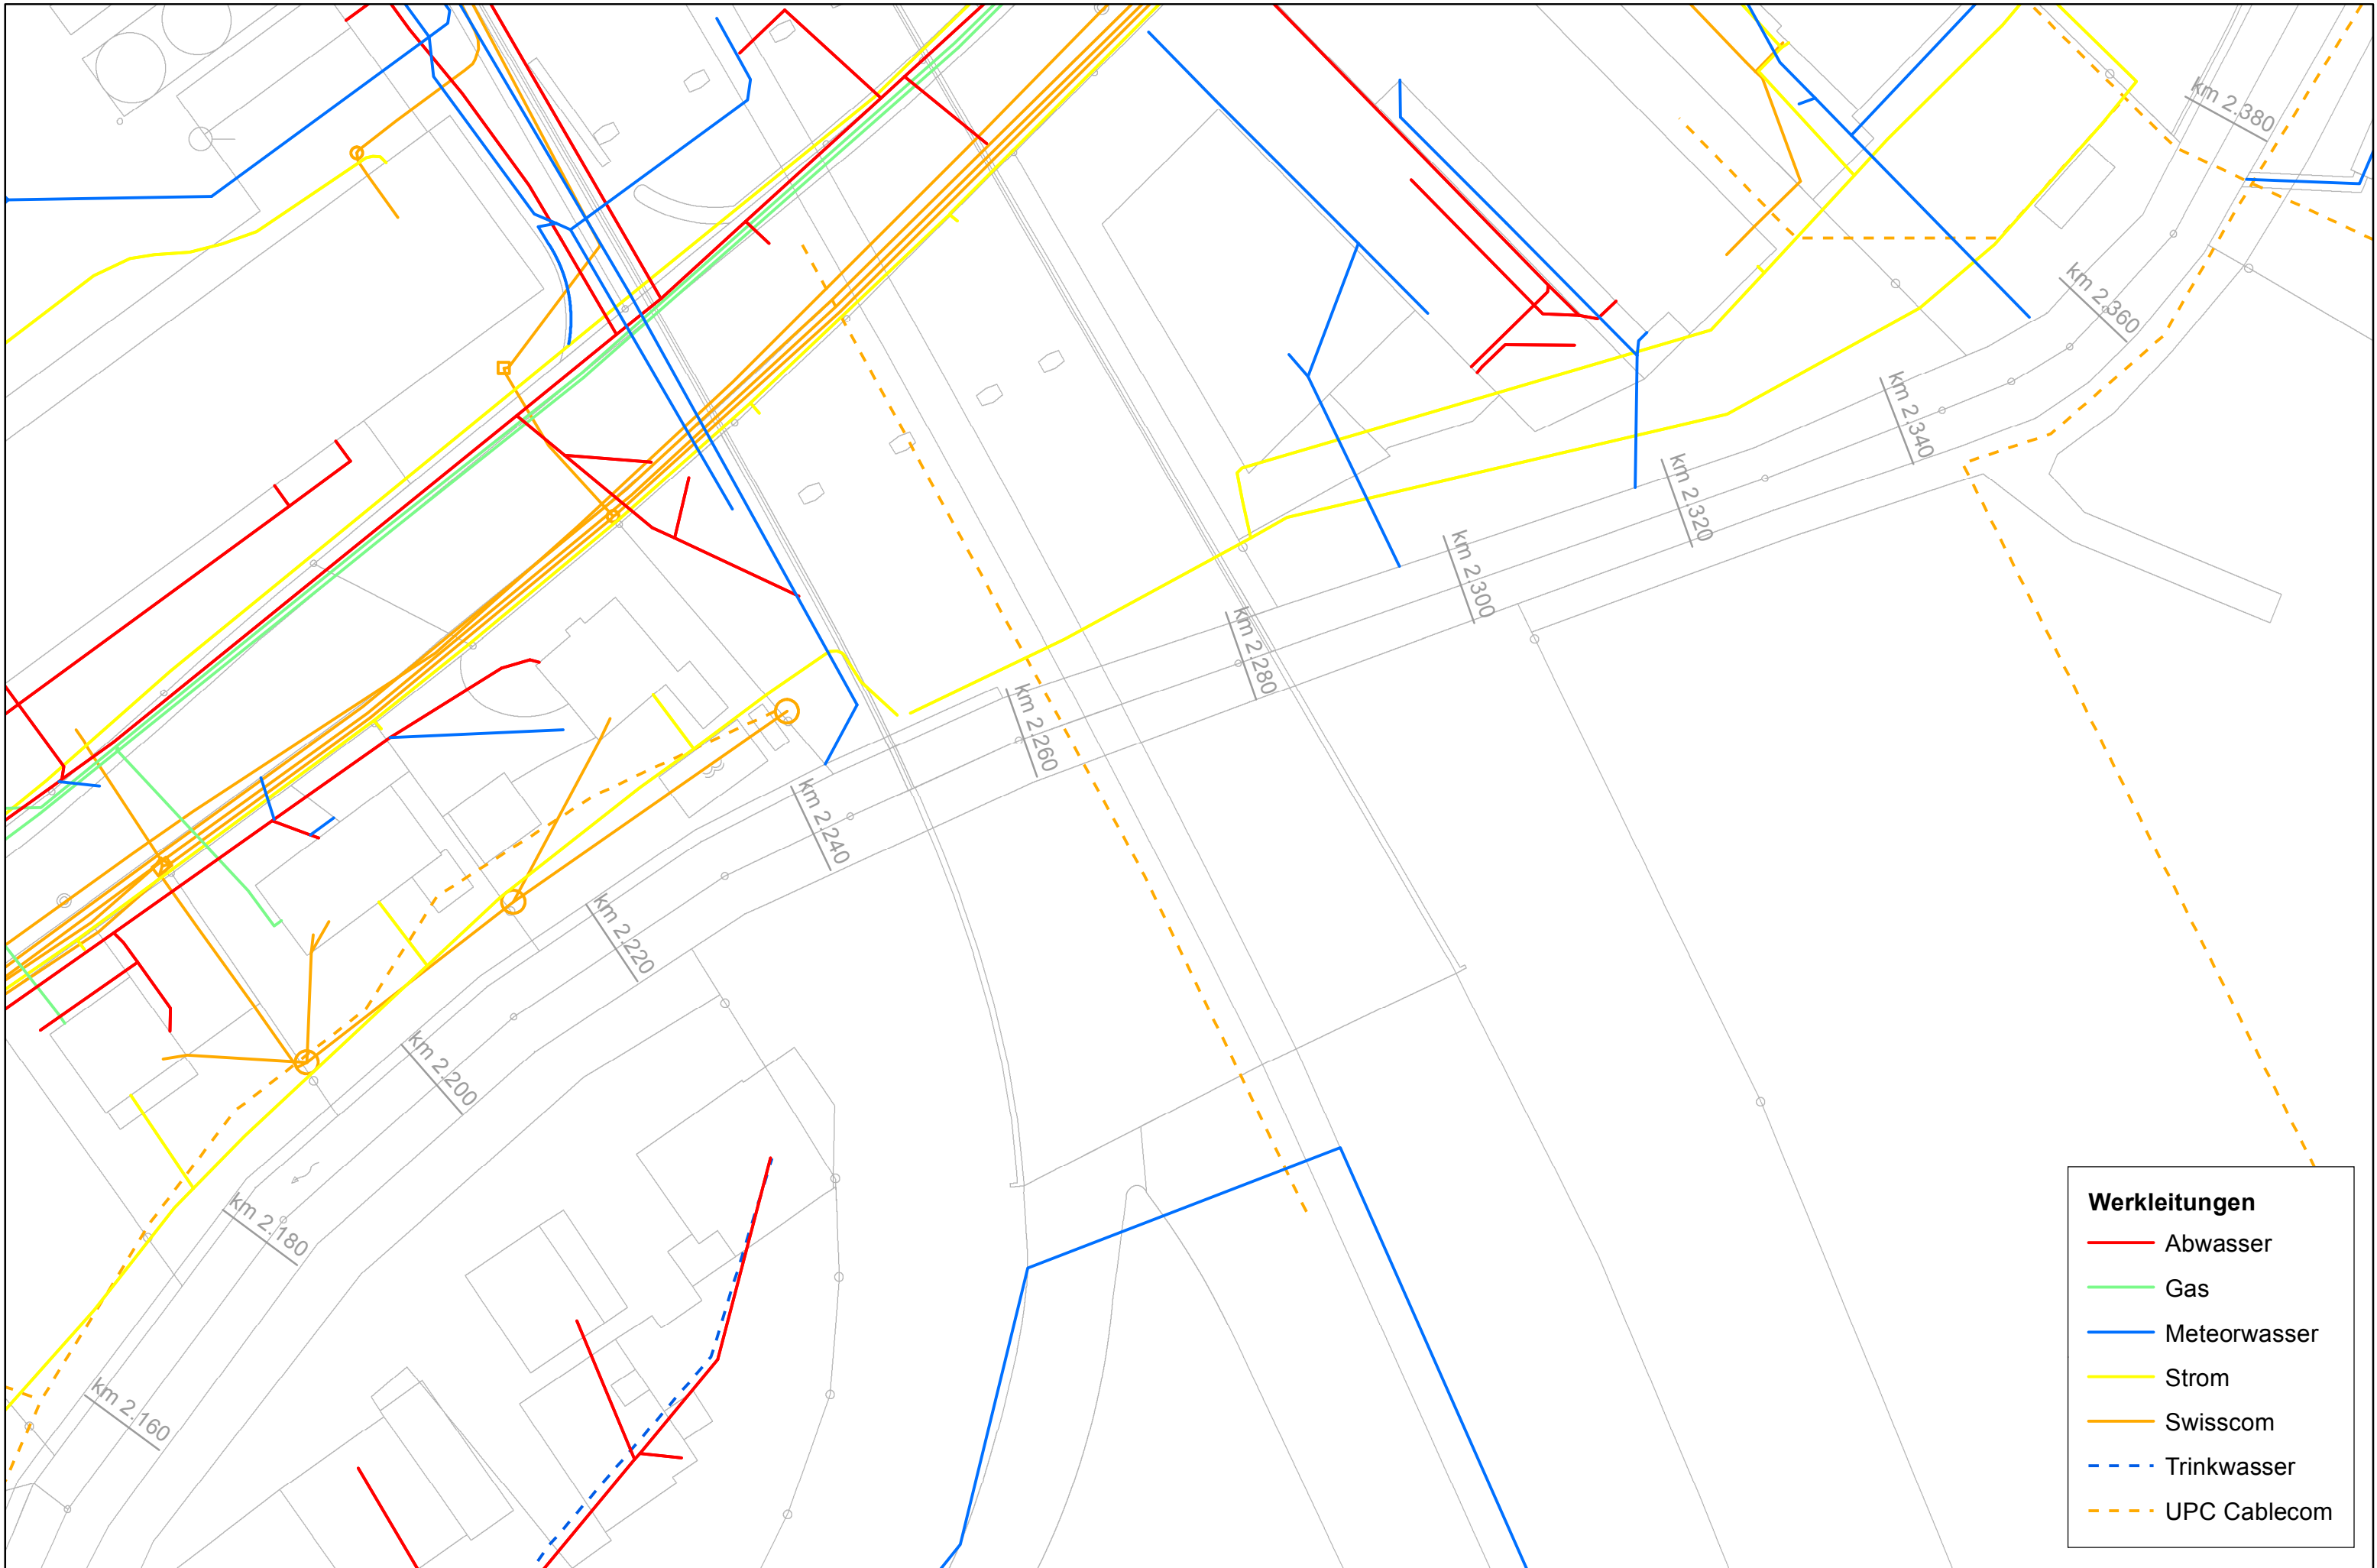 km 2.380
km 2.360
km 2.340
km 2.320
km 2.300
km 2.280
km 2.260
km 2.240
km 2.220
km 2.200
km 2.180
km 2.160
Werkleitungen
Abwasser
Gas
Meteorwasser
Strom
Swisscom
Trinkwasser
UPC Cablecom